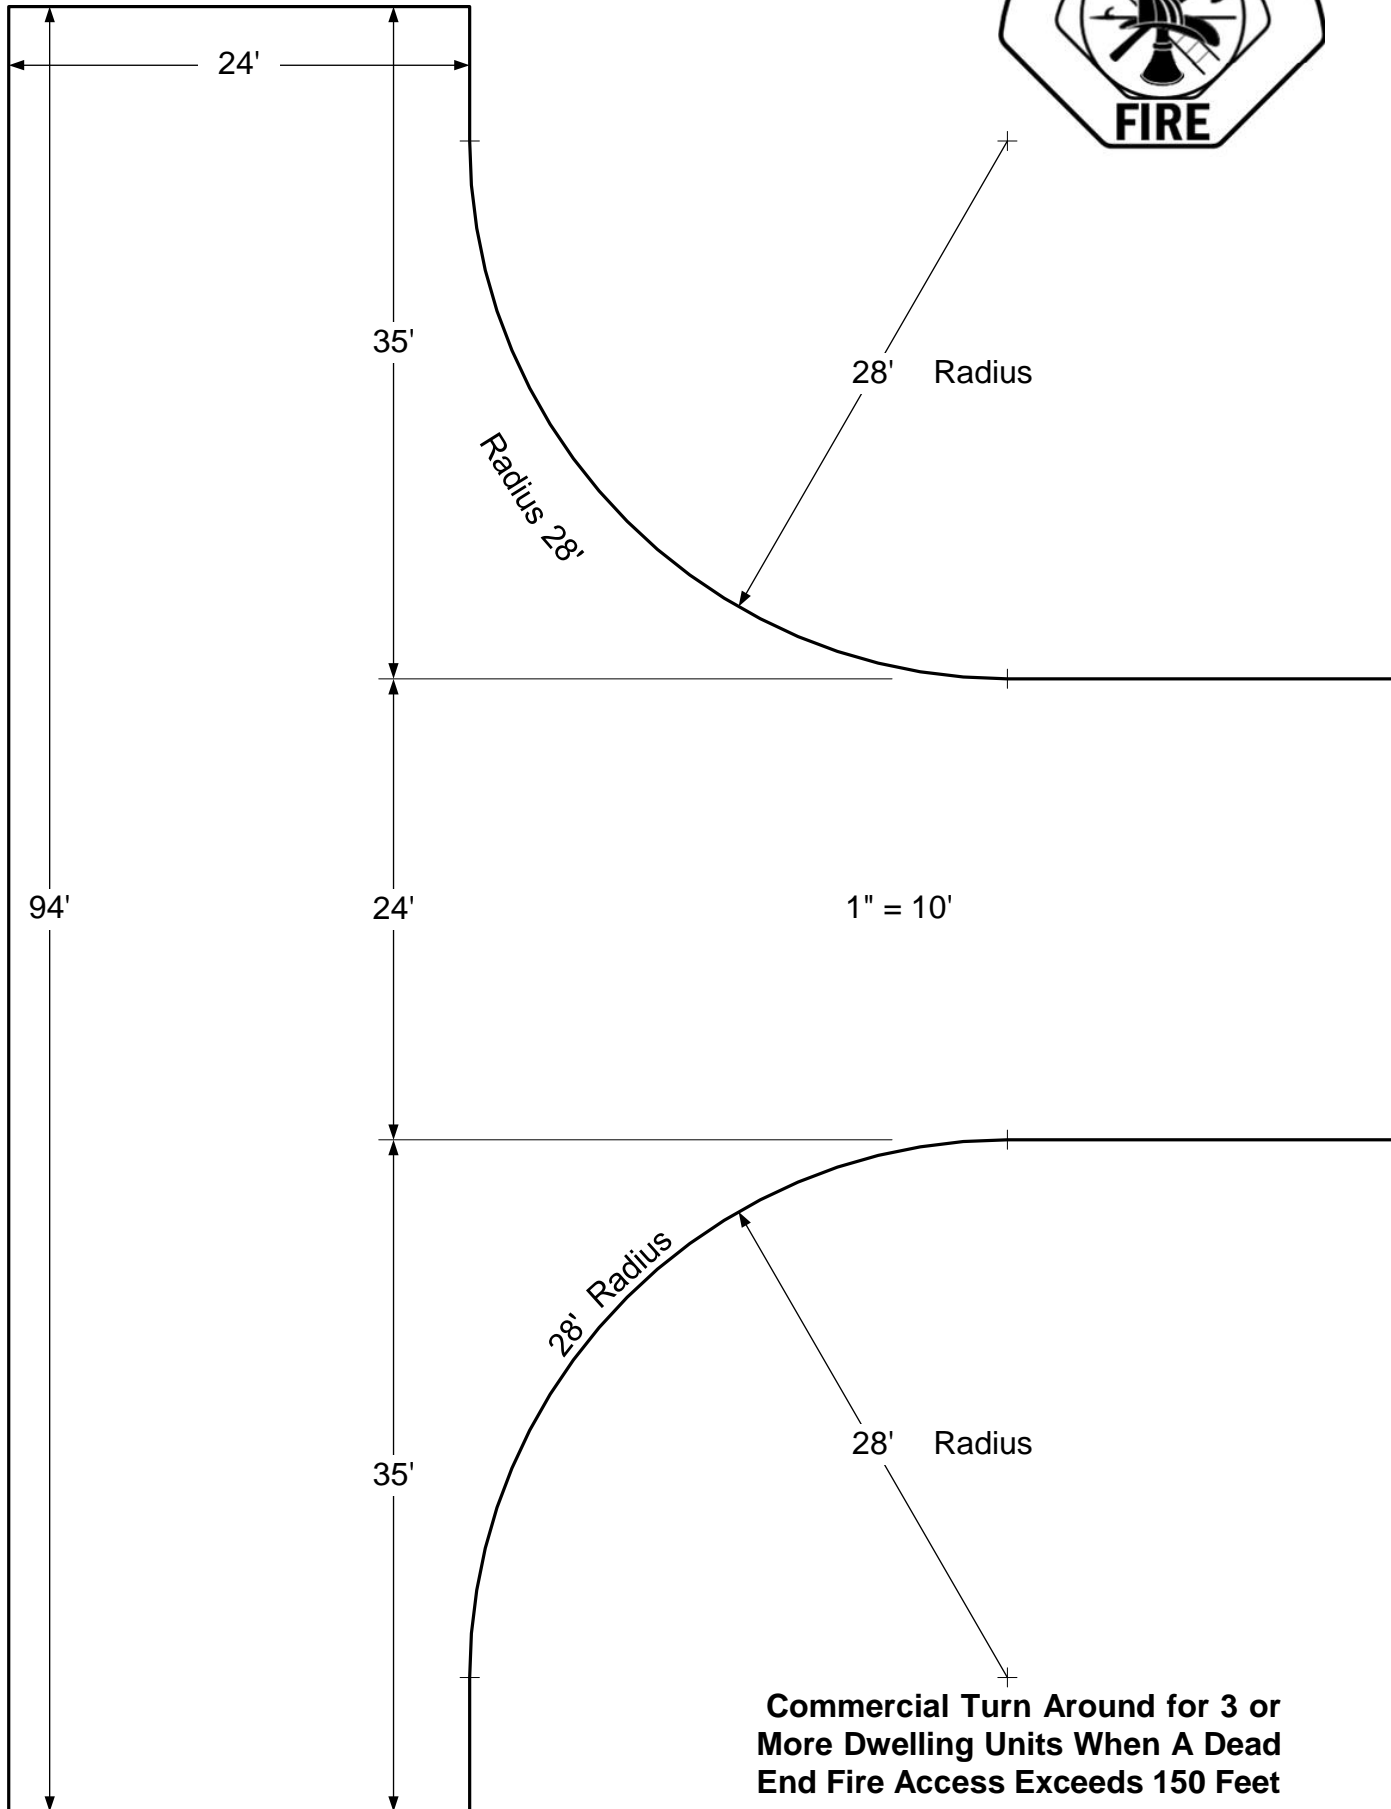 FIRE
24'
35'
28' Radius
Radius 28'
94'
24'
1" = 10'
28' Radius
28' Radius
35'
Commercial Turn Around for 3 or
More Dwelling Units When A Dead
End Fire Access Exceeds 150 Feet